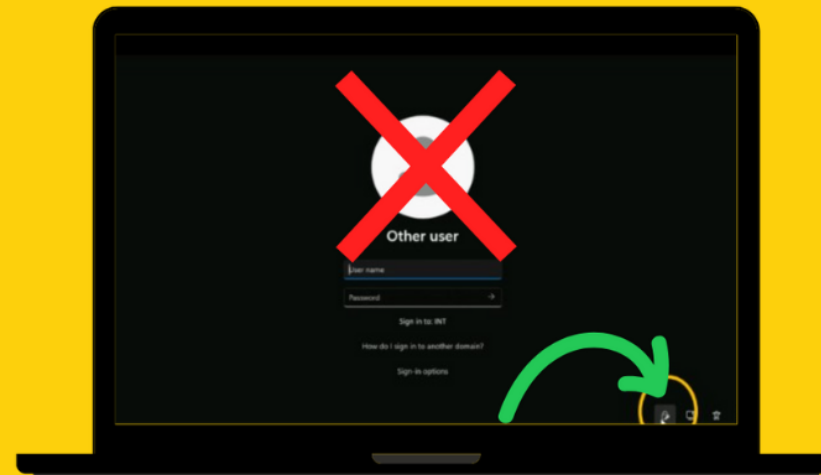 Other user
User name
Password
Sign in to: INT
How do I sign in to another domain?
Sign-in options